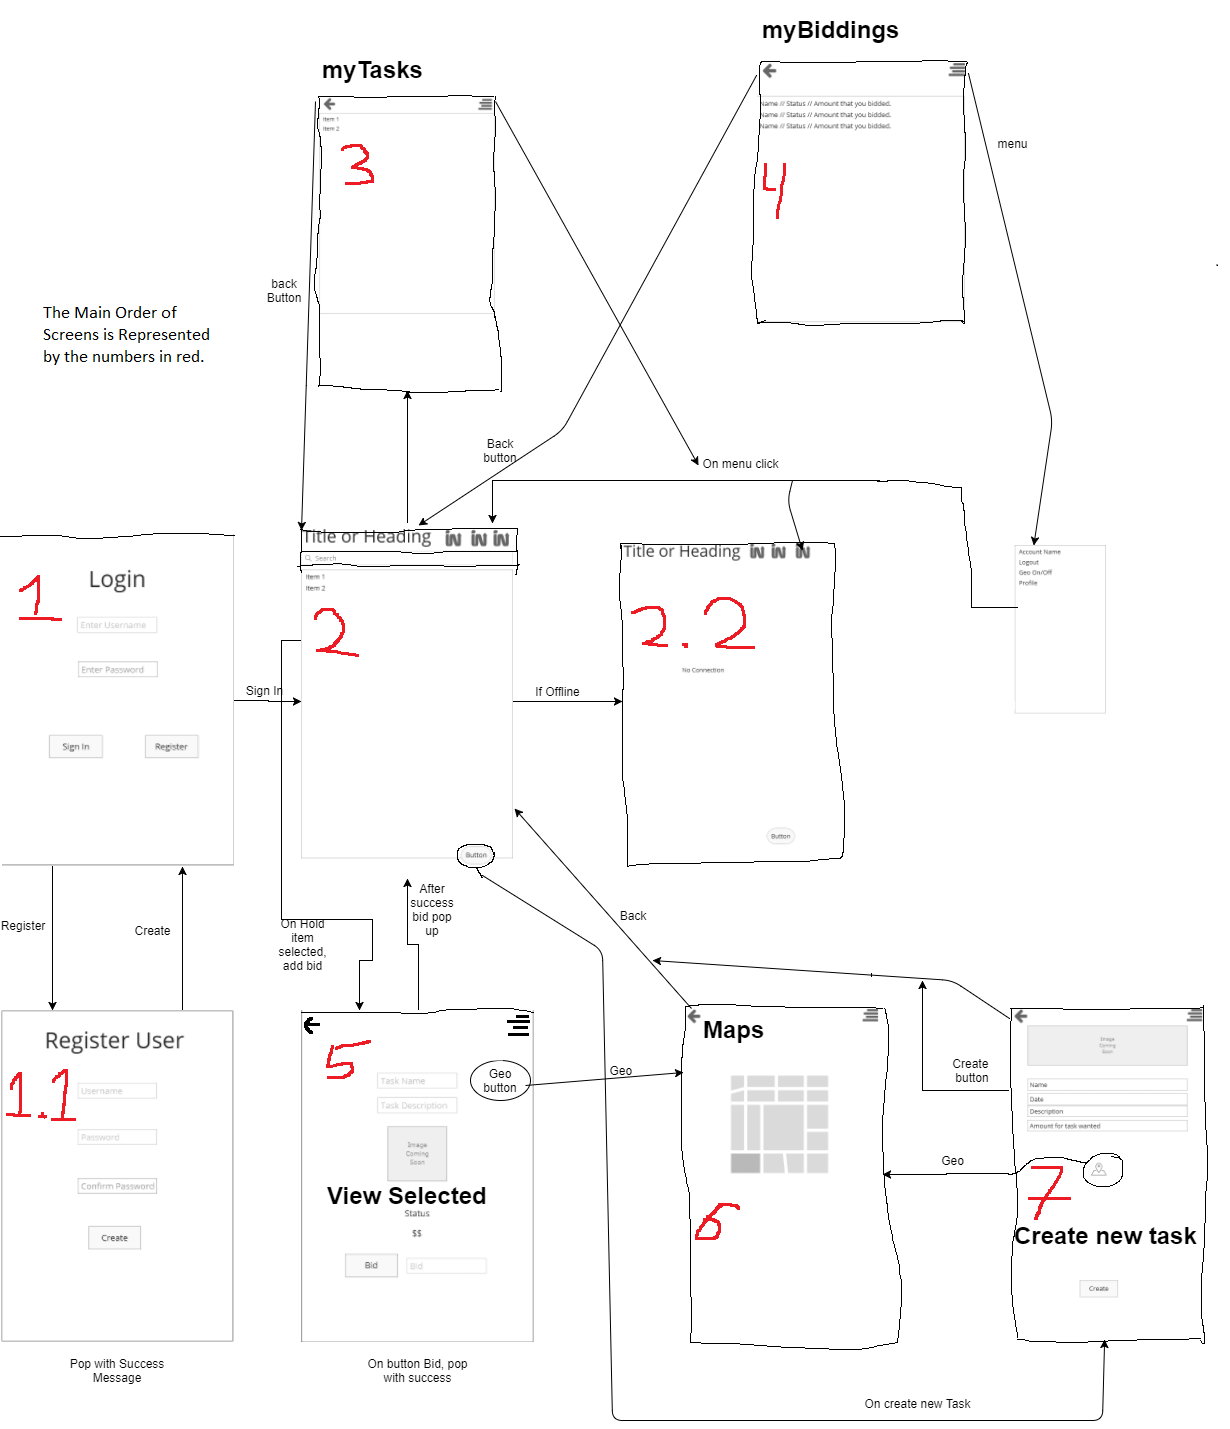 myBiddings
myTasks
Item 1
Item 2
3
Name // Status // Amount that you bidded.
Name // Status // Amount that you bidded.
Name // Status // Amount that you bidded.
4
menu
back
Button
The Main Order of
Screens is Represented
by the numbers in red.
Back
button
On menu click
Login
1
Enter Username
Enter Password
Sign In
Register
Sign In
Title or Heading
Search
Item 1
Item 2
2
Button
If Offline
Title or Heading
2.2
No Connection
Button
Account Name
Logout
Geo On/Off
Profile
Register
Create
On Hold
item
selected,
add bid
After
success
bid pop
up
Back
Register User
1.1
Username
Password
Confirm Password
Create
Pop with Success
Message
5
Task Name
Task Description
Geo
button
Image
Coming
Soon
View Selected
Status
$$
Bid
Bid
On button Bid, pop
with success
Geo
Maps
6
Create
button
Geo
Image
Coming
Soon
Name
Date
Description
Amount for task wanted
7
Create new task
Create
On create new Task